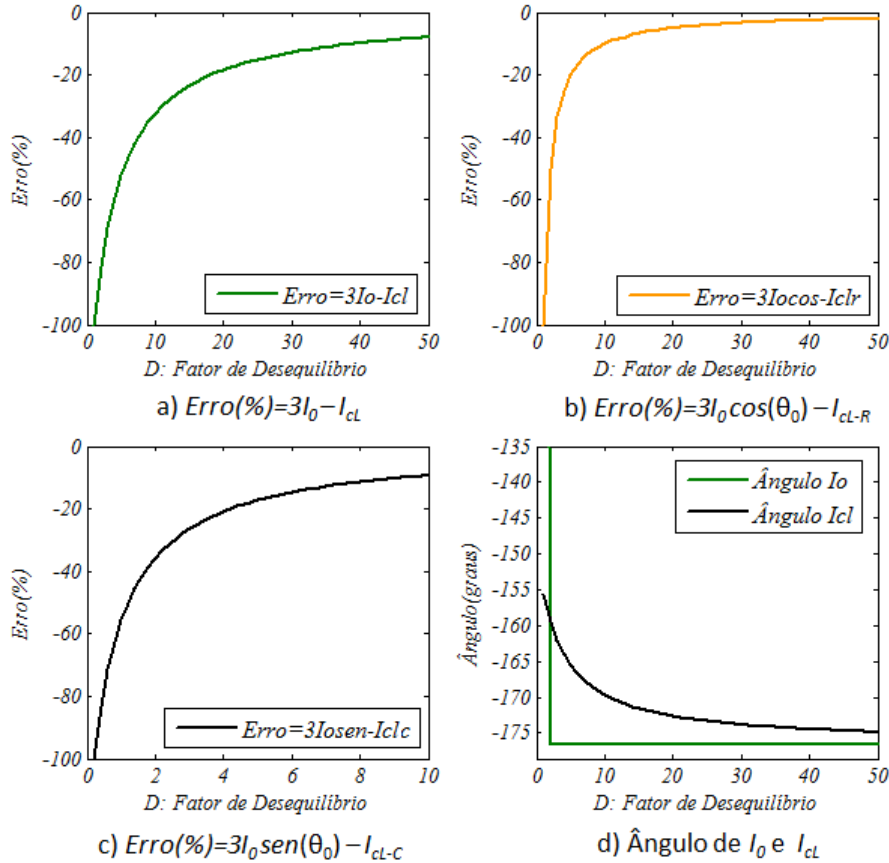 0
-20
-40
-60
-80
-100
Erro(%)
Erro=3Io-Icl
0 10 20 30 40 50
D: Fator de Desequilíbrio
a) Erro(%)=3I₀−I_cL
0
-20
-40
-60
-80
-100
Erro(%)
Erro=3Iocos-Iclr
0 10 20 30 40 50
D: Fator de Desequilíbrio
b) Erro(%)=3I₀cos(θ₀)−I_cL-R
0
-20
-40
-60
-80
-100
Erro(%)
Erro=3Iosen-Iclc
0 2 4 6 8 10
D: Fator de Desequilíbrio
c) Erro(%)=3I₀sen(θ₀)−I_cL-C
-135
-140
-145
-150
-155
-160
-165
-170
-175
Ângulo(graus)
Ângulo Io
Ângulo Icl
0 10 20 30 40 50
D: Fator de Desequilíbrio
d) Ângulo de I₀ e I_cL